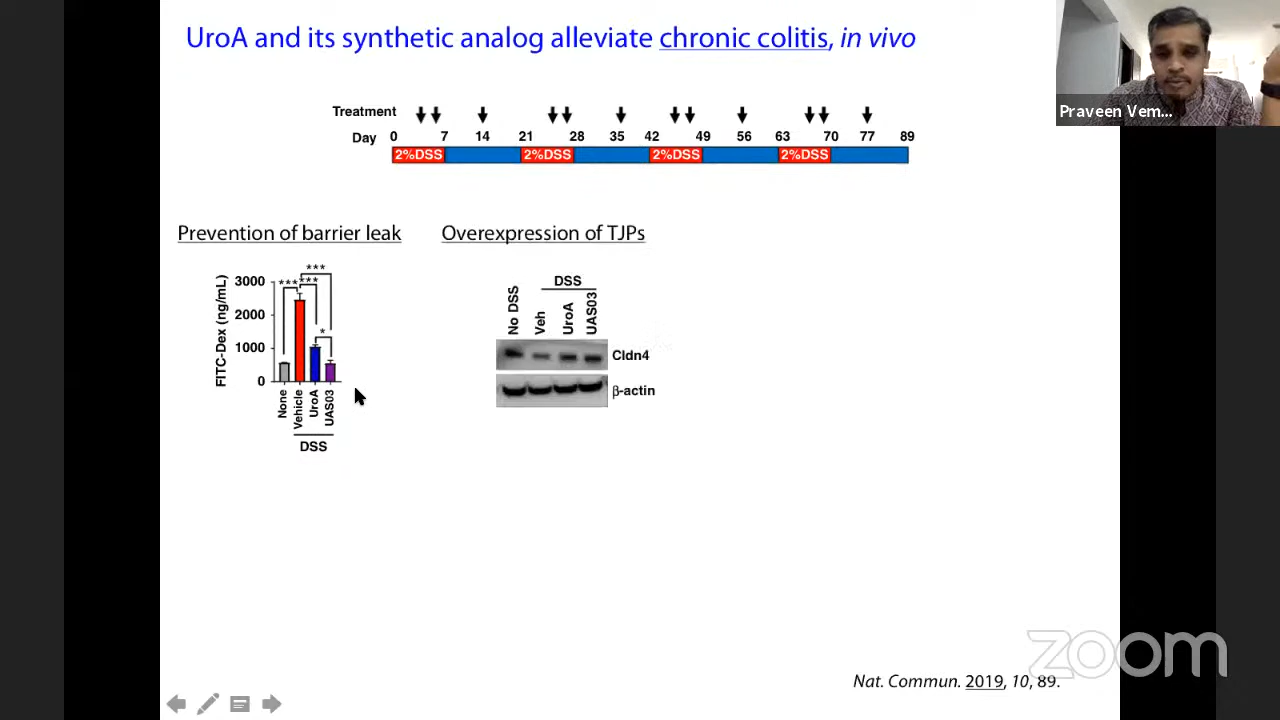 UroA and its synthetic analog alleviate chronic colitis, in vivo
Praveen Vem...
Treatment
Day 0 7 14 21 28 35 42 49 56 63 70 77 89
2%DSS 2%DSS 2%DSS 2%DSS
Prevention of barrier leak
FITC-Dex (ng/mL)
3000
2000
1000
0
***
*** ***
*
None
Vehicle
UroA
UAS03
DSS
Overexpression of TJPs
DSS
No DSS
Veh
UroA
UAS03
Cldn4
β-actin
zoom
Nat. Commun. 2019, 10, 89.